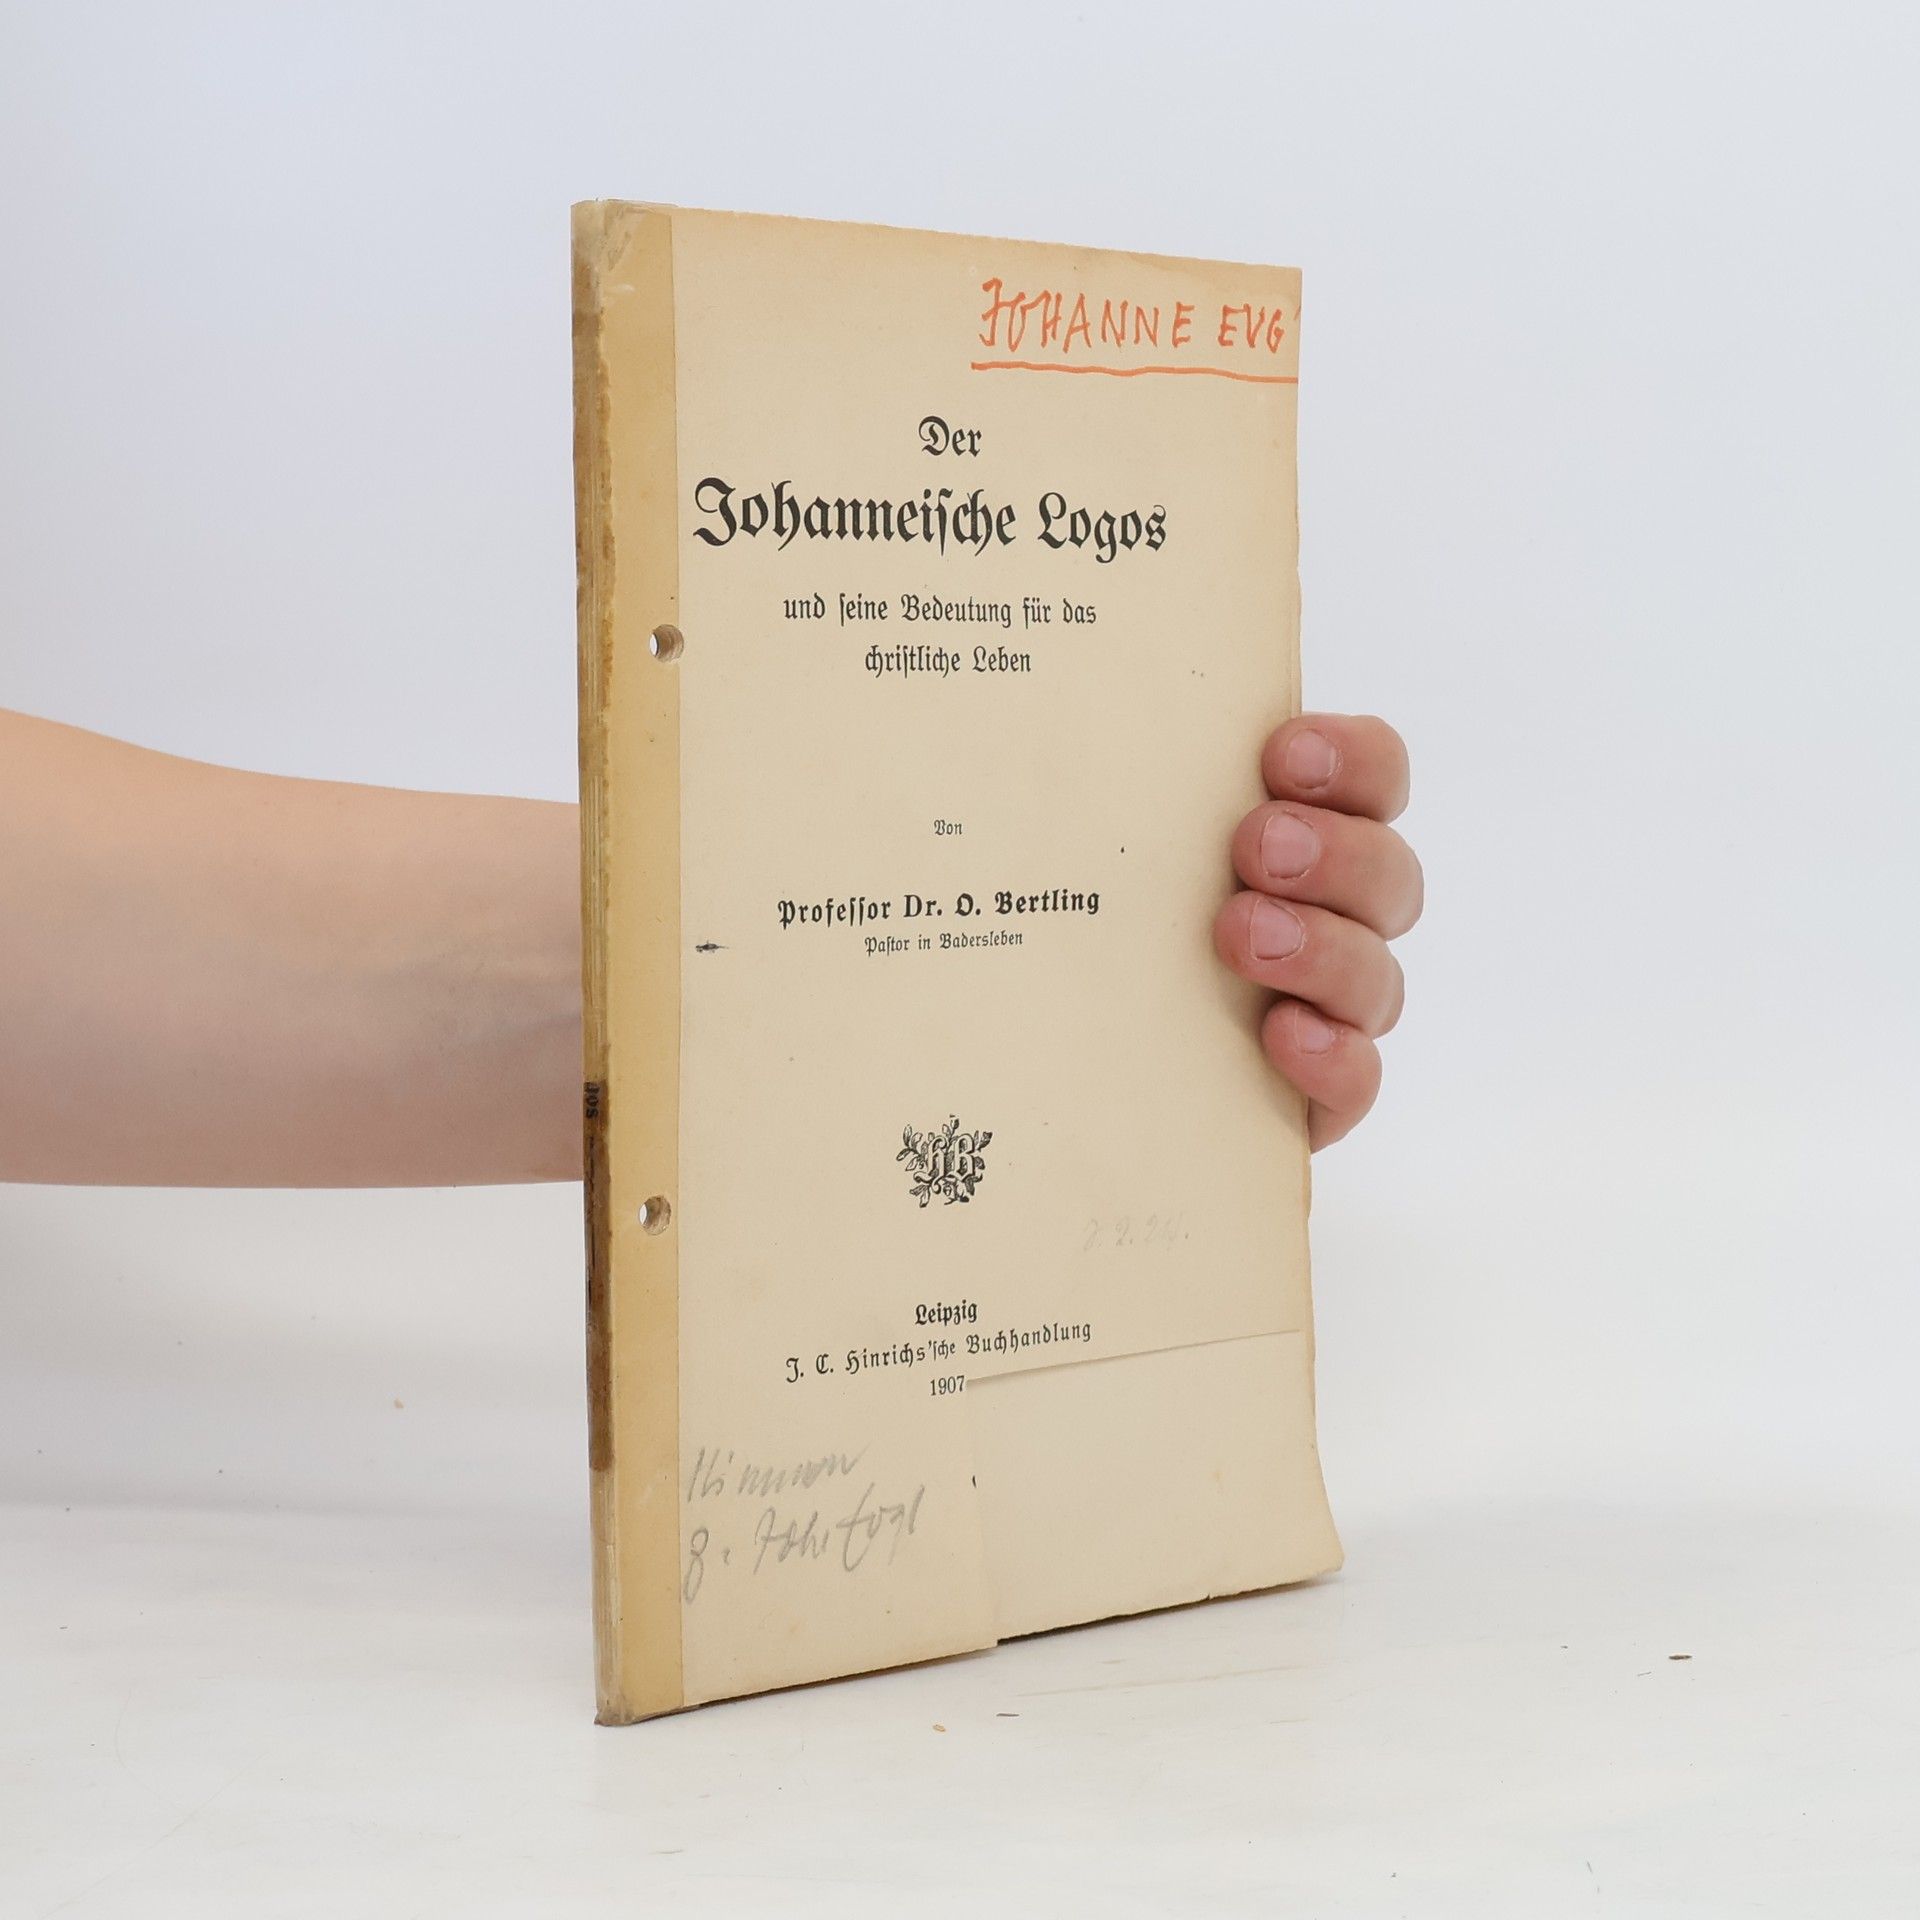 JOHANNE EVG
Der
Johanneiſche Logos
und ſeine Bedeutung für das
chriſtliche Leben
Von
Profeſſor Dr. O. Bertling
Paſtor in Badersleben
Leipzig
J. C. Hinrichs'ſche Buchhandlung
1907